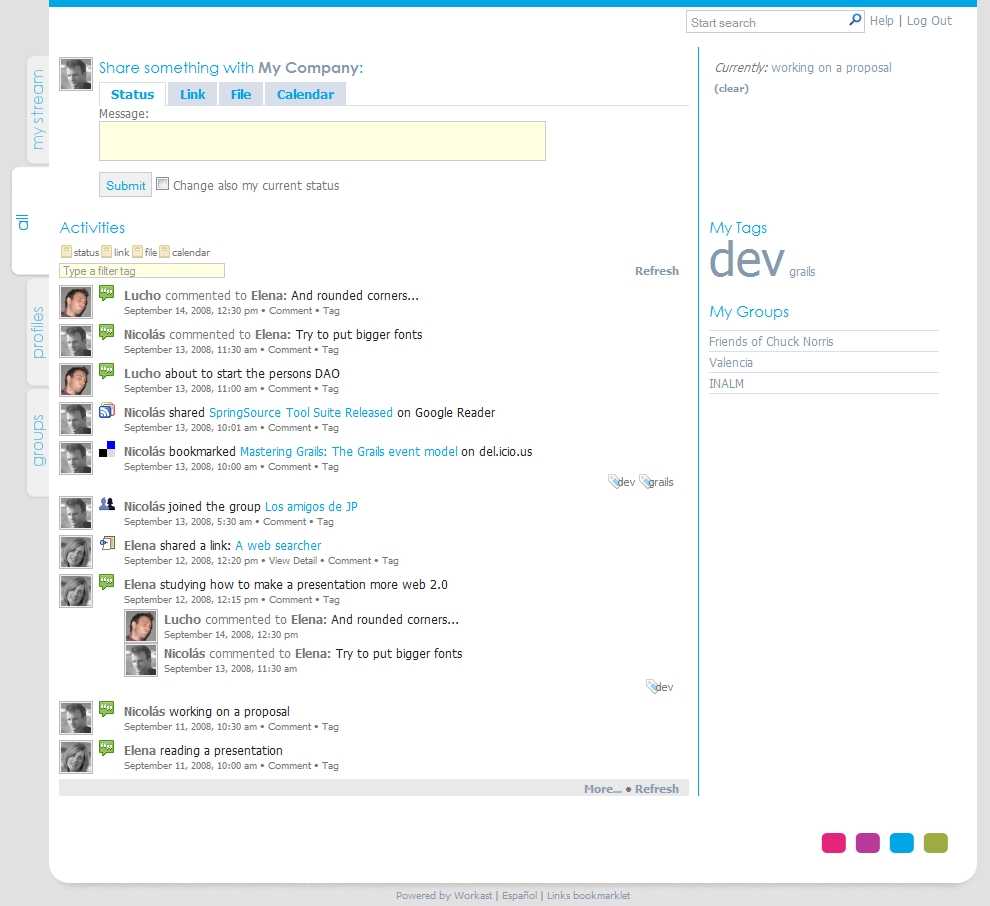 Start search
Help | Log Out
my stream
all
profiles
groups
Share something with My Company:
Status Link File Calendar
Message:
Submit Change also my current status
Currently: working on a proposal
(clear)
Activities
status link file calendar
Type a filter tag
Refresh
Lucho commented to Elena: And rounded corners...
September 14, 2008, 12:30 pm • Comment • Tag
Nicolás commented to Elena: Try to put bigger fonts
September 13, 2008, 11:30 am • Comment • Tag
Lucho about to start the persons DAO
September 13, 2008, 11:00 am • Comment • Tag
Nicolás shared SpringSource Tool Suite Released on Google Reader
September 13, 2008, 10:01 am • Comment • Tag
Nicolás bookmarked Mastering Grails: The Grails event model on del.icio.us
September 13, 2008, 10:00 am • Comment • Tag
dev grails
Nicolás joined the group Los amigos de JP
September 13, 2008, 5:30 am • Comment • Tag
Elena shared a link: A web searcher
September 12, 2008, 12:20 pm • View Detail • Comment • Tag
Elena studying how to make a presentation more web 2.0
September 12, 2008, 12:15 pm • Comment • Tag
Lucho commented to Elena: And rounded corners...
September 14, 2008, 12:30 pm
Nicolás commented to Elena: Try to put bigger fonts
September 13, 2008, 11:30 am
dev
Nicolás working on a proposal
September 11, 2008, 10:30 am • Comment • Tag
Elena reading a presentation
September 11, 2008, 10:00 am • Comment • Tag
More... • Refresh
My Tags
dev grails
My Groups
Friends of Chuck Norris
Valencia
INALM
Powered by Workast | Español | Links bookmarklet